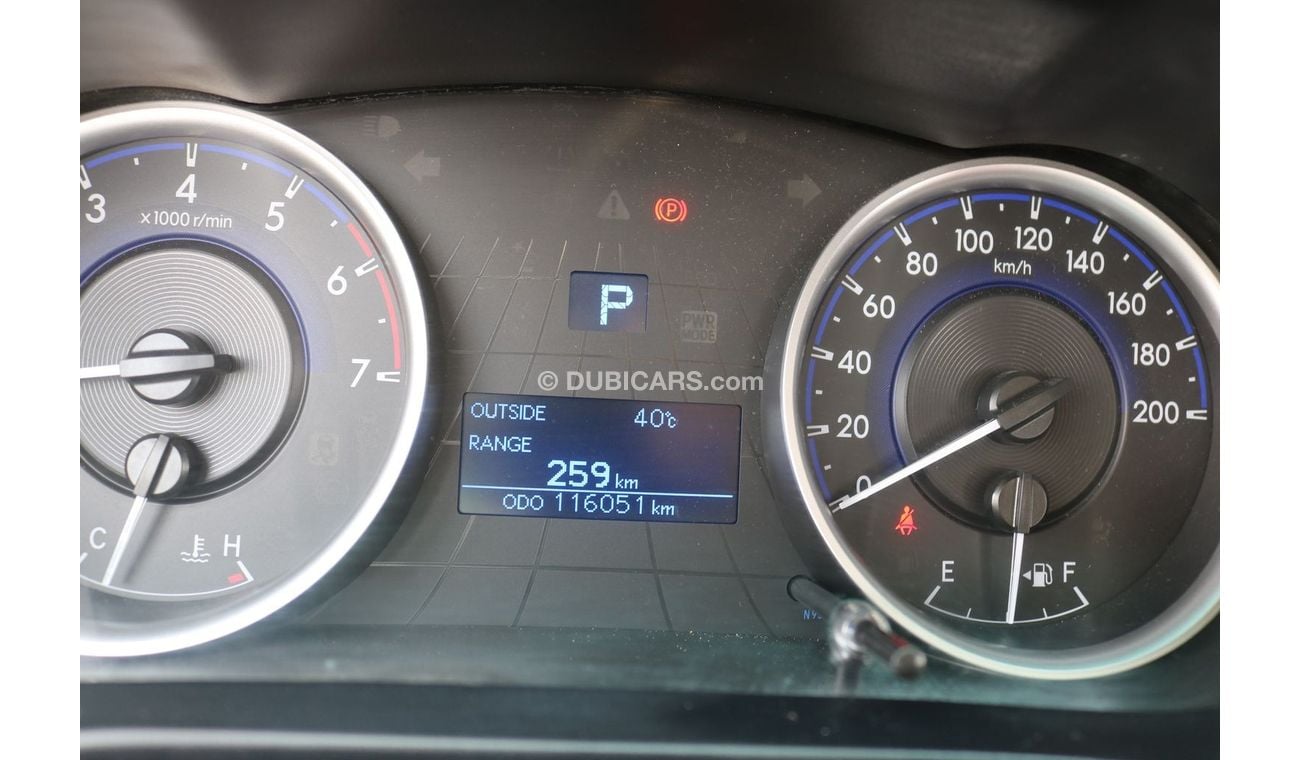 3 4 5 6 7
x1000 r/min
C H
P
P
PWR
MODE
© DUBICARS.com
OUTSIDE 40°C
RANGE
259 km
ODO 116051 km
0 20 40 60 80 100 120 140 160 180 200
km/h
E F